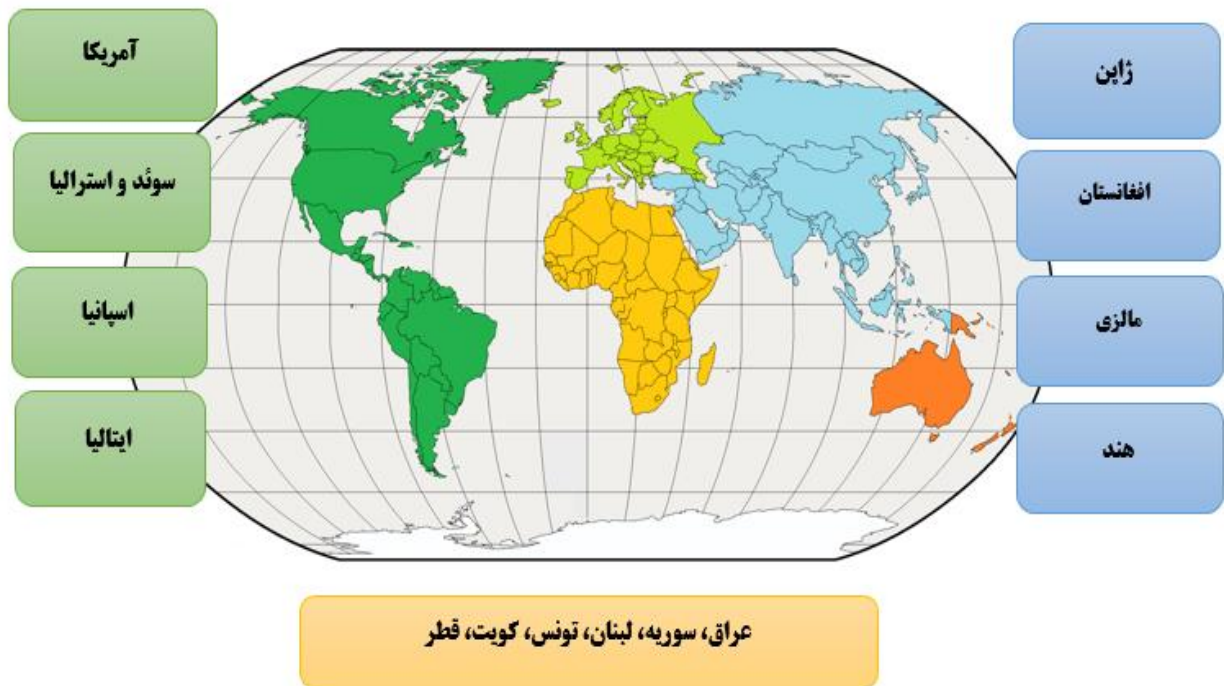 آمریکا
سوئد و استرالیا
اسپانیا
ایتالیا
ژاپن
افغانستان
مالزی
هند
عراق، سوریه، لبنان، تونس، کویت، قطر